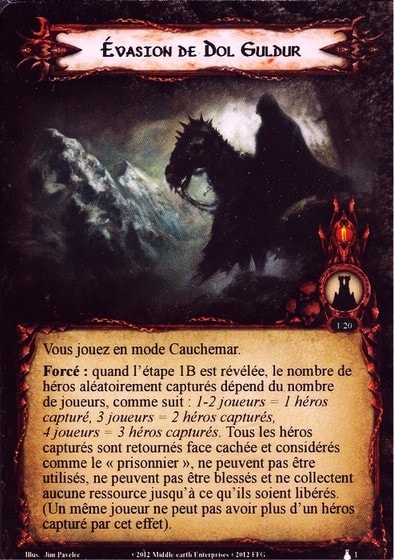 ÉVASION DE DOL GULDUR
1.20
Vous jouez en mode Cauchemar.
Forcé : quand l'étape 1B est révélée, le nombre de
héros aléatoirement capturés dépend du nombre
de joueurs, comme suit : 1-2 joueurs = 1 héros
capturé, 3 joueurs = 2 héros capturés,
4 joueurs = 3 héros capturés. Tous les héros
capturés sont retournés face cachée et considérés
comme le « prisonnier », ne peuvent pas être
utilisés, ne peuvent pas être blessés et ne collectent
aucune ressource jusqu'à ce qu'ils soient libérés.
(Un même joueur ne peut pas avoir plus d'un héros
capturé par cet effet).
Illus. Jim Pavelec
©2012 Middle-earth Enterprises ©2012 FFG
1